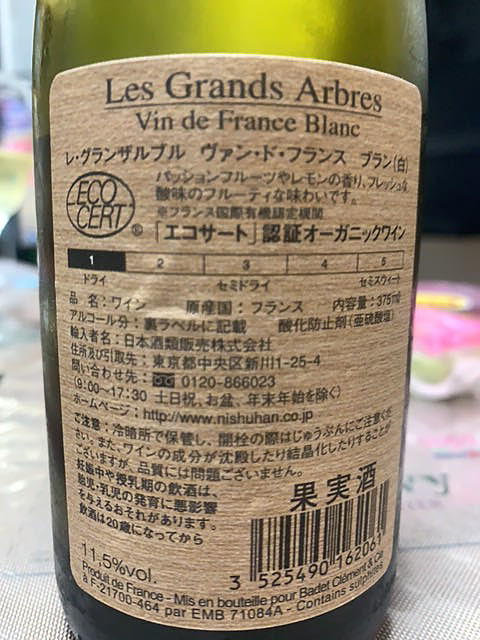 Les Grands Arbres
Vin de France Blanc
レ・グランザルブル ヴァン・ド・フランス ブラン(白)
パッションフルーツやレモンの香り、フレッシュな
酸味のフルーティな味わいです。
※フランス国際有機認定機関
ECO
CERT
®
「エコサート」認証オーガニックワイン
1 2 3 4 5
ドライ セミドライ セミスウィート
品 名:ワイン 原産国:フランス 内容量:375ml
アルコール分:裏ラベルに記載 酸化防止剤(亜硫酸塩)
輸入者名:日本酒類販売株式会社
住所及び引取先:東京都中央区新川1-25-4
問い合わせ先: 0120-866023
(9:00〜17:30 土日祝、お盆、年末年始を除く)
ホームページ:http://www.nishuhan.co.jp
ご注意:冷暗所で保管し、開栓の際はじゅうぶんにご注意くだ
さい。また、ワインの成分が沈殿したり結晶化したりすることが
ございますが、品質には問題ございません。
妊娠中や授乳期の飲酒は、
胎児・乳児の発育に悪影響
を与えるおそれがあります。
飲酒は20歳になってから
果実酒
11,5%vol.
3 525490 162061
Produit de France - Mis en bouteille pour Badet Clément & Co
à F-21700-464 par EMB 71084A - Contains sulphites